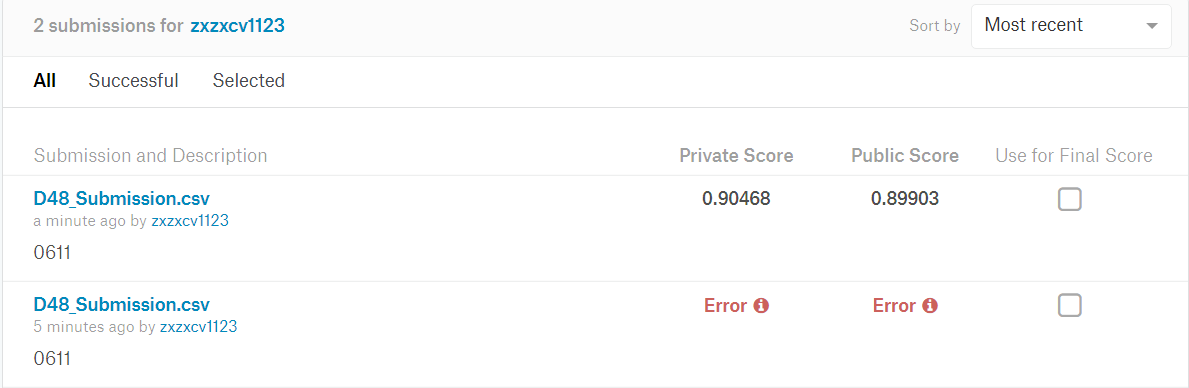 2 submissions for zxzxcv1123 Sort by Most recent
All Successful Selected
Submission and Description Private Score Public Score Use for Final Score
D48_Submission.csv 0.90468 0.89903
a minute ago by zxzxcv1123
0611
D48_Submission.csv Error Error
5 minutes ago by zxzxcv1123
0611